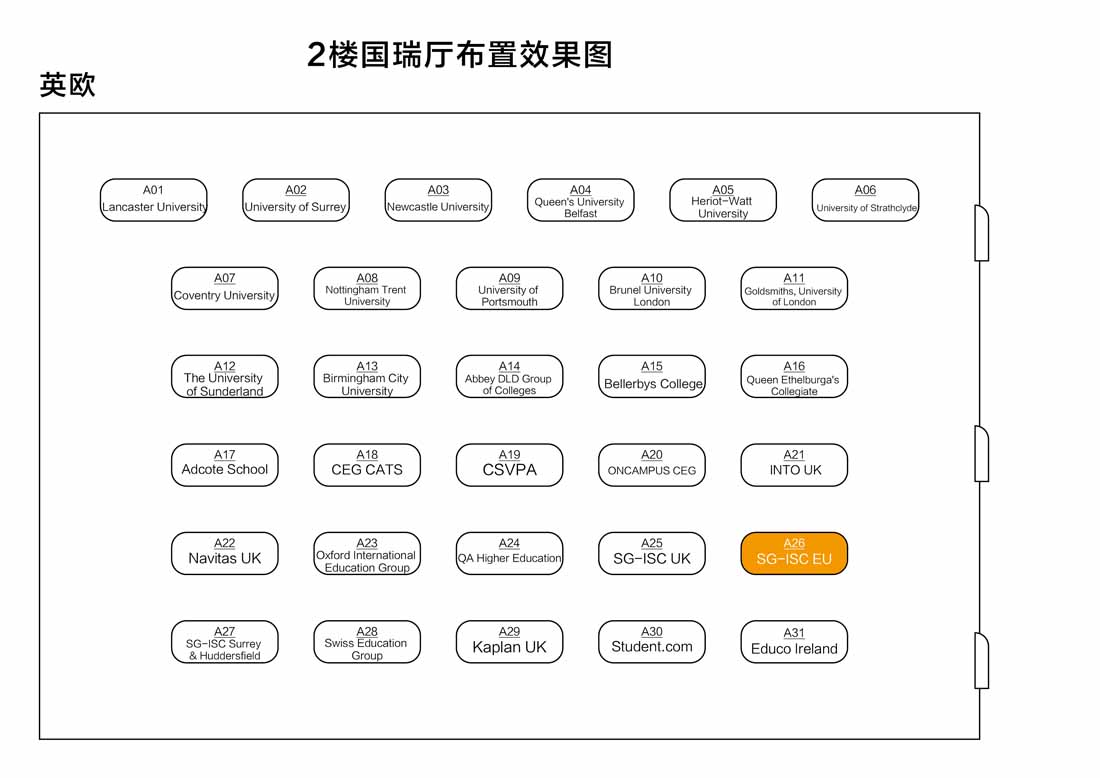 2楼国瑞厅布置效果图
英欧
A01
Lancaster University
A02
University of Surrey
A03
Newcastle University
A04
Queen's University
Belfast
A05
Heriot-Watt
University
A06
University of Strathclyde
A07
Coventry University
A08
Nottingham Trent
University
A09
University of
Portsmouth
A10
Brunel University
London
A11
Goldsmiths, University
of London
A12
The University
of Sunderland
A13
Birmingham City
University
A14
Abbey DLD Group
of Colleges
A15
Bellerbys College
A16
Queen Ethelburga's
Collegiate
A17
Adcote School
A18
CEG CATS
A19
CSVPA
A20
ONCAMPUS CEG
A21
INTO UK
A22
Navitas UK
A23
Oxford International
Education Group
A24
QA Higher Education
A25
SG-ISC UK
A26
SG-ISC EU
A27
SG-ISC Surrey
& Huddersfield
A28
Swiss Education
Group
A29
Kaplan UK
A30
Student.com
A31
Educo Ireland